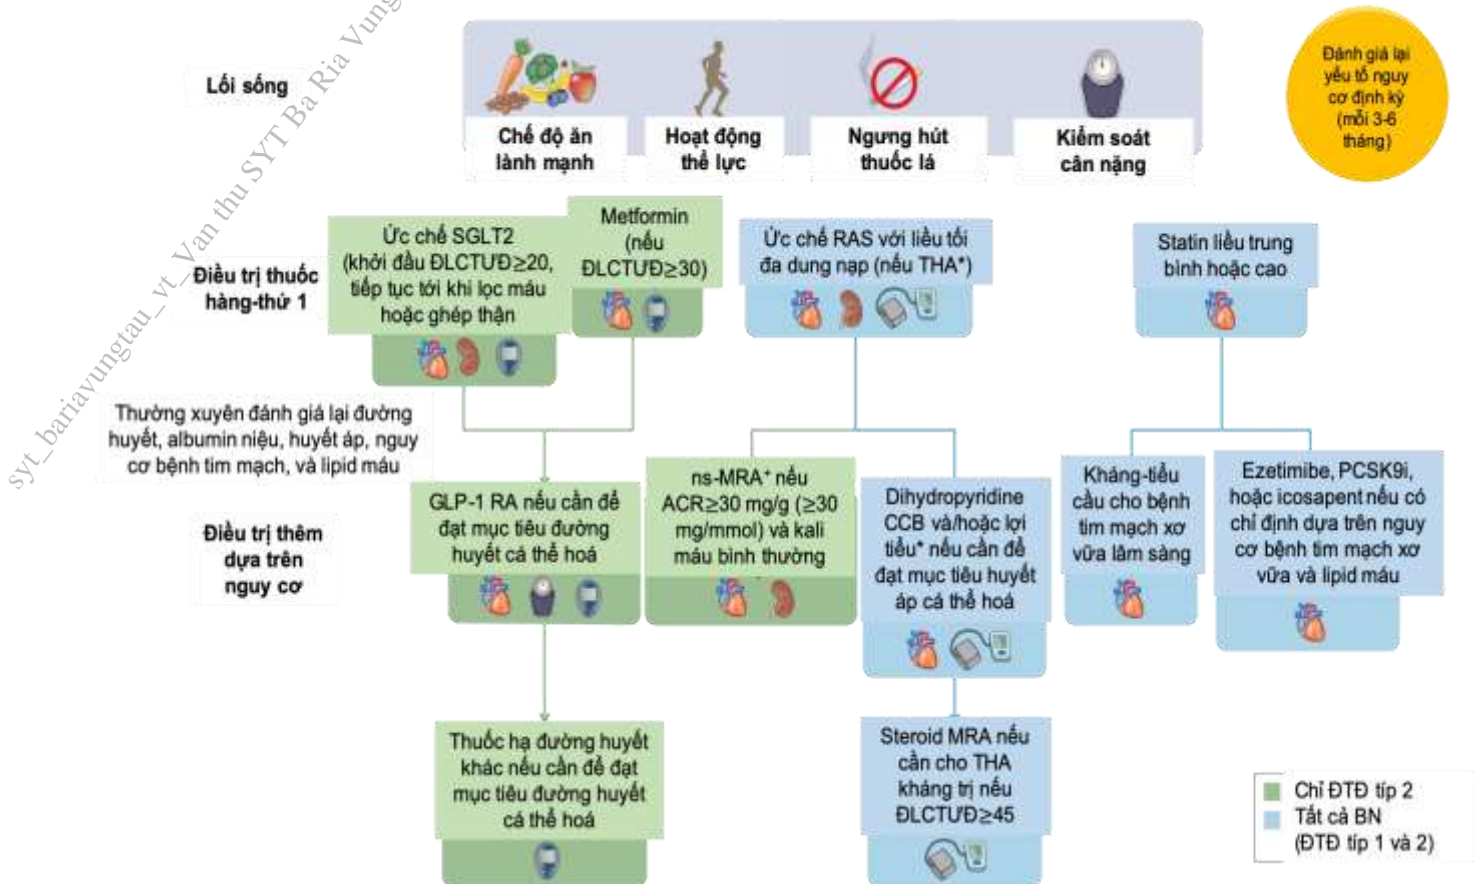 syt_bariavungtau_vt_Van thu SYT Ba Ria Vung
Lối sống
Chế độ ăn
lành mạnh
Hoạt động
thể lực
Ngưng hút
thuốc lá
Kiểm soát
cân nặng
Đánh giá lại
yếu tố nguy
cơ định kỳ
(mỗi 3-6
tháng)
Điều trị thuốc
hàng-thứ 1
Ức chế SGLT2
(khởi đầu ĐLCTƯĐ≥20,
tiếp tục tới khi lọc máu
hoặc ghép thận
Metformin
(nếu
ĐLCTƯĐ≥30)
Ức chế RAS với liều tối
đa dung nạp (nếu THA*)
Statin liều trung
bình hoặc cao
Thường xuyên đánh giá lại đường
huyết, albumin niệu, huyết áp, nguy
cơ bệnh tim mạch, và lipid máu
Điều trị thêm
dựa trên
nguy cơ
GLP-1 RA nếu cần để
đạt mục tiêu đường
huyết cá thể hoá
ns-MRA⁺ nếu
ACR≥30 mg/g (≥30
mg/mmol) và kali
máu bình thường
Dihydropyridine
CCB và/hoặc lợi
tiểu* nếu cần để
đạt mục tiêu huyết
áp cá thể hoá
Kháng-tiểu
cầu cho bệnh
tim mạch xơ
vữa lâm sàng
Ezetimibe, PCSK9i,
hoặc icosapent nếu có
chỉ định dựa trên nguy
cơ bệnh tim mạch xơ
vữa và lipid máu
Thuốc hạ đường huyết
khác nếu cần để đạt
mục tiêu đường huyết
cá thể hoá
Steroid MRA nếu
cần cho THA
kháng trị nếu
ĐLCTƯĐ≥45
Chỉ ĐTĐ típ 2
Tất cả BN
(ĐTĐ típ 1 và 2)